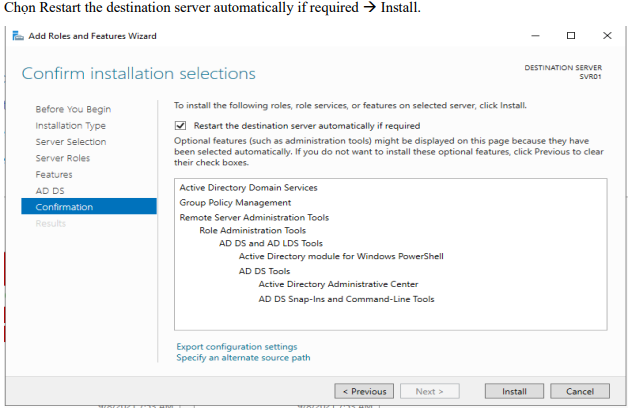 Chọn Restart the destination server automatically if required → Install.
Add Roles and Features Wizard
Confirm installation selections
DESTINATION SERVER
SVR01
Before You Begin
Installation Type
Server Selection
Server Roles
Features
AD DS
Confirmation
Results
To install the following roles, role services, or features on selected server, click Install.
Restart the destination server automatically if required
Optional features (such as administration tools) might be displayed on this page because they have
been selected automatically. If you do not want to install these optional features, click Previous to clear
their check boxes.
Active Directory Domain Services
Group Policy Management
Remote Server Administration Tools
Role Administration Tools
AD DS and AD LDS Tools
Active Directory module for Windows PowerShell
AD DS Tools
Active Directory Administrative Center
AD DS Snap-Ins and Command-Line Tools
Export configuration settings
Specify an alternate source path
< Previous
Next >
Install
Cancel